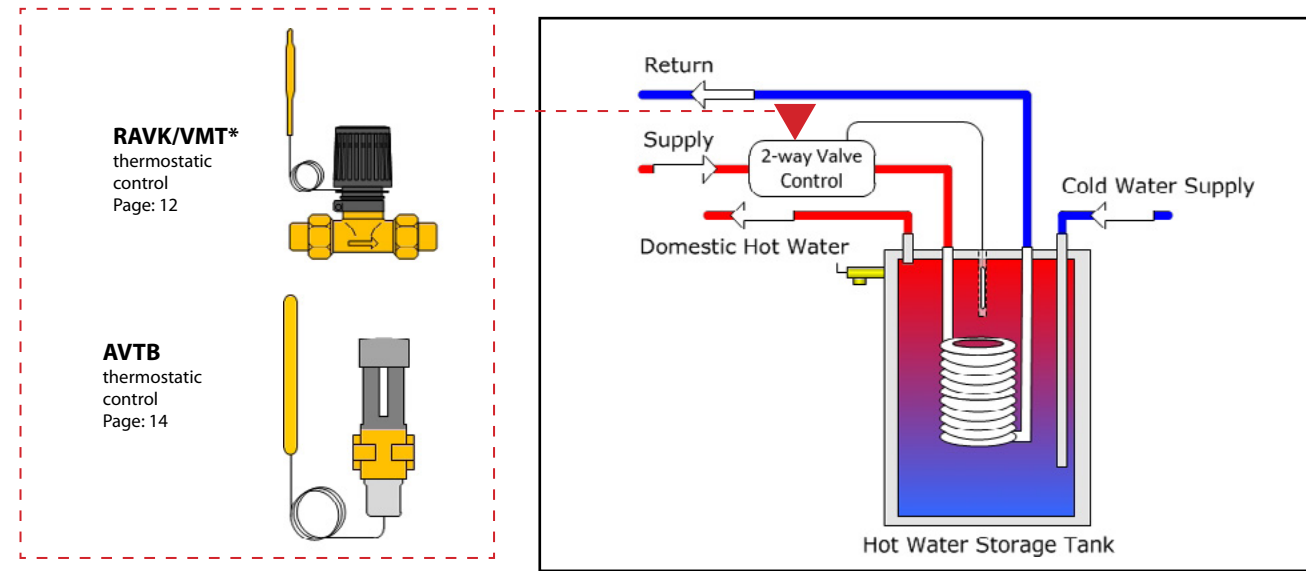 RAVK/VMT*
thermostatic
control
Page: 12
AVTB
thermostatic
control
Page: 14
Return
Supply
2-way Valve
Control
Cold Water Supply
Domestic Hot Water
Hot Water Storage Tank